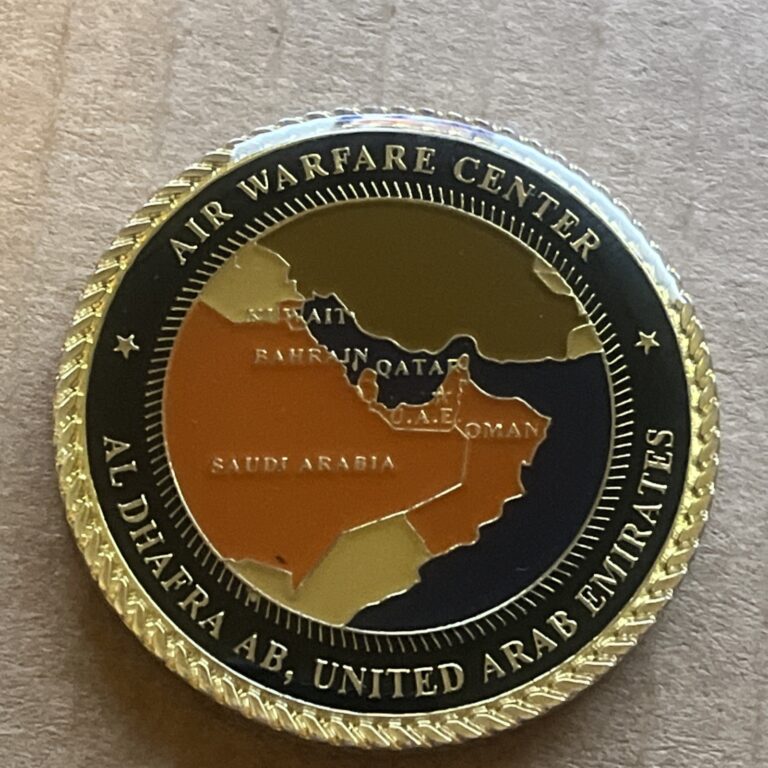 AIR WARFARE CENTER
KUWAIT
BAHRAIN
QATAR
U.A.E
OMAN
SAUDI ARABIA
AL DHAFRA AB, UNITED ARAB EMIRATES